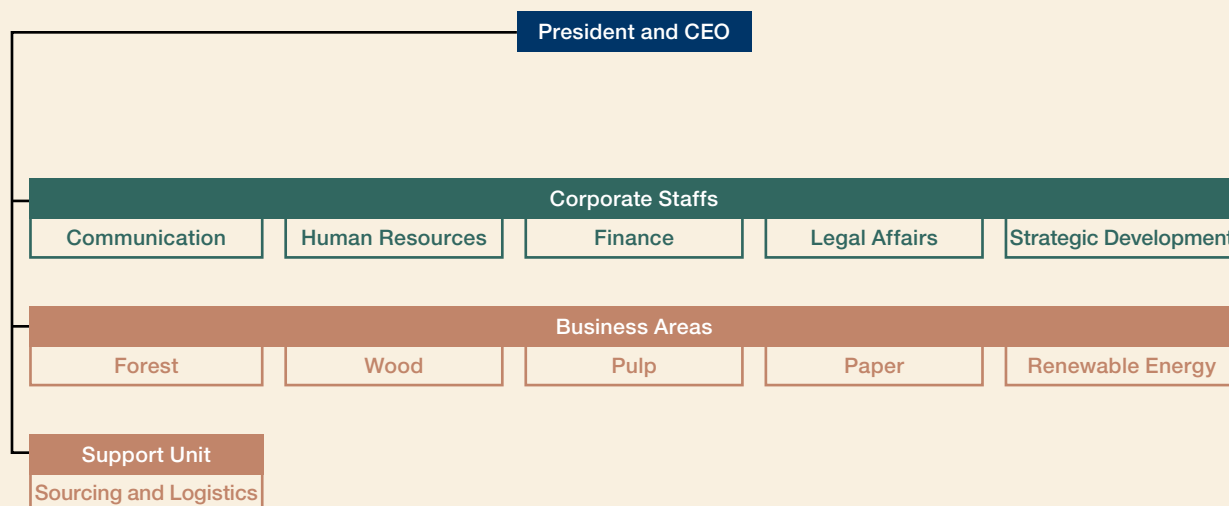 President and CEO
Corporate Staffs
Communication
Human Resources
Finance
Legal Affairs
Strategic Development
Business Areas
Forest
Wood
Pulp
Paper
Renewable Energy
Support Unit
Sourcing and Logistics